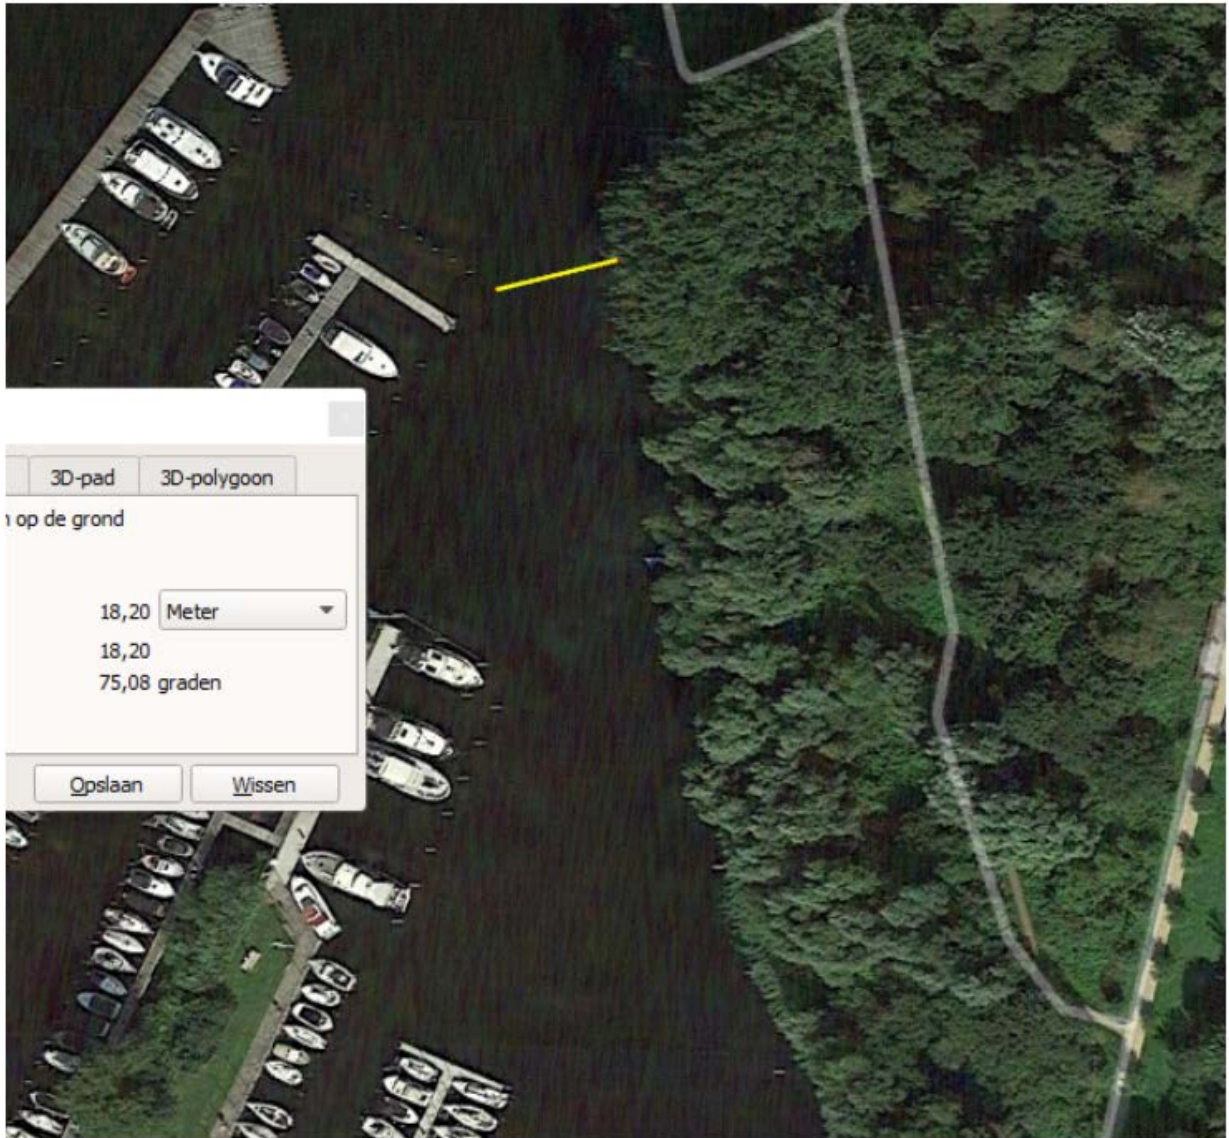 3D-pad 3D-polygoon
n op de grond
18,20 Meter
18,20
75,08 graden
Opslaan Wissen